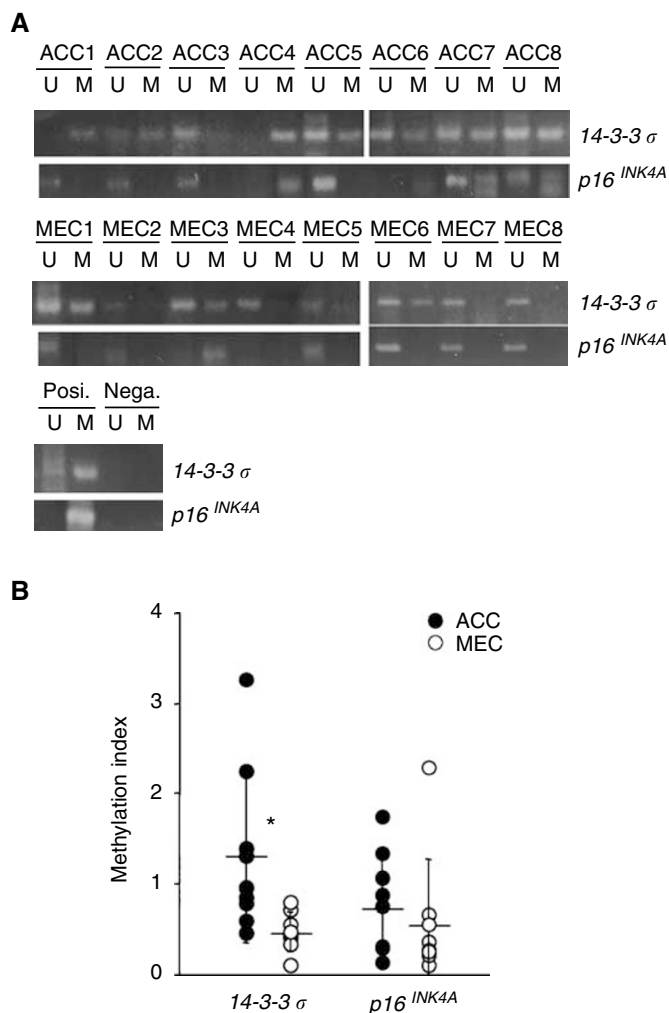 A
ACC1 ACC2 ACC3 ACC4 ACC5 ACC6 ACC7 ACC8
U M U M U M U M U M U M U M U M
14-3-3 σ
p16 INK4A
MEC1 MEC2 MEC3 MEC4 MEC5 MEC6 MEC7 MEC8
U M U M U M U M U M U M U M U M
14-3-3 σ
p16 INK4A
Posi. Nega.
U M U M
14-3-3 σ
p16 INK4A
B
4
ACC
MEC
3
2
*
1
0
Methylation index
14-3-3 σ p16 INK4A